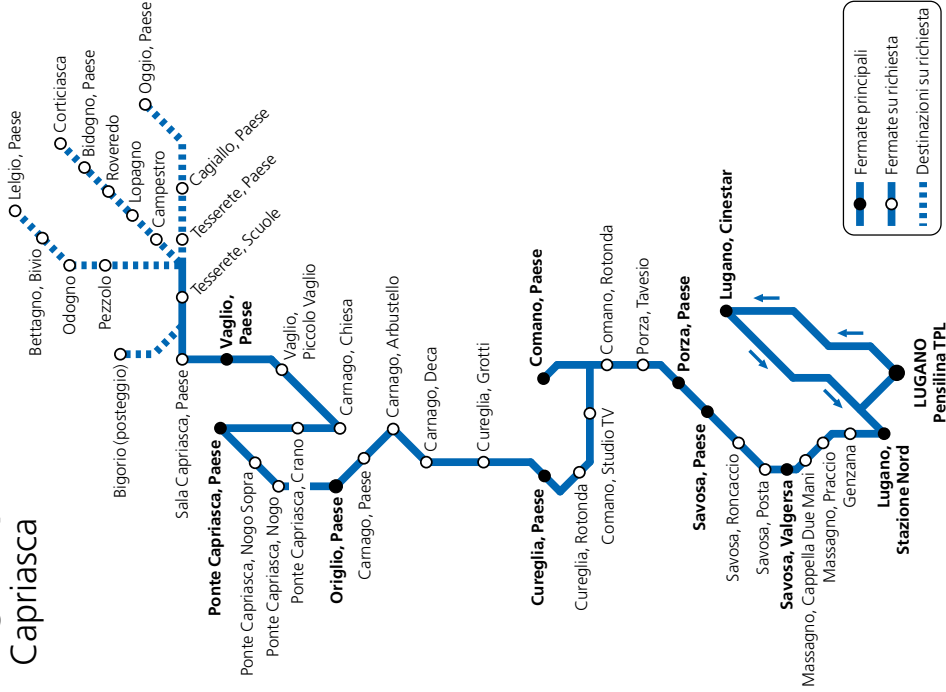 Capriasca
Lelgio, Paese
Bettagno, Bivio
Odogno
Pezzolo
Bigorio (posteggio)
Corticiasca
Bidogno, Paese
Roveredo
Lopagno
Campestro
Oggio, Paese
Cagiallo, Paese
Tesserete, Paese
Tesserete, Scuole
Sala Capriasca, Paese
Vaglio,
Paese
Vaglio,
Piccolo Vaglio
Carnago, Chiesa
Ponte Capriasca, Paese
Ponte Capriasca, Nogo Sopra
Ponte Capriasca, Nogo
Ponte Capriasca, Crano
Origlio, Paese
Carnago, Paese
Carnago, Arbustello
Carnago, Deca
Cureglia, Grotti
Cureglia, Paese
Cureglia, Rotonda
Comano, Studio TV
Comano, Paese
Comano, Rotonda
Porza, Tavesio
Porza, Paese
Savosa, Paese
Savosa, Roncaccio
Savosa, Posta
Savosa, Valgersa
Massagno, Cappella Due Mani
Massagno, Praccio
Genzana
Lugano,
Stazione Nord
Lugano, Cinestar
LUGANO
Pensilina TPL
Fermate principali
Fermate su richiesta
Destinazioni su richiesta